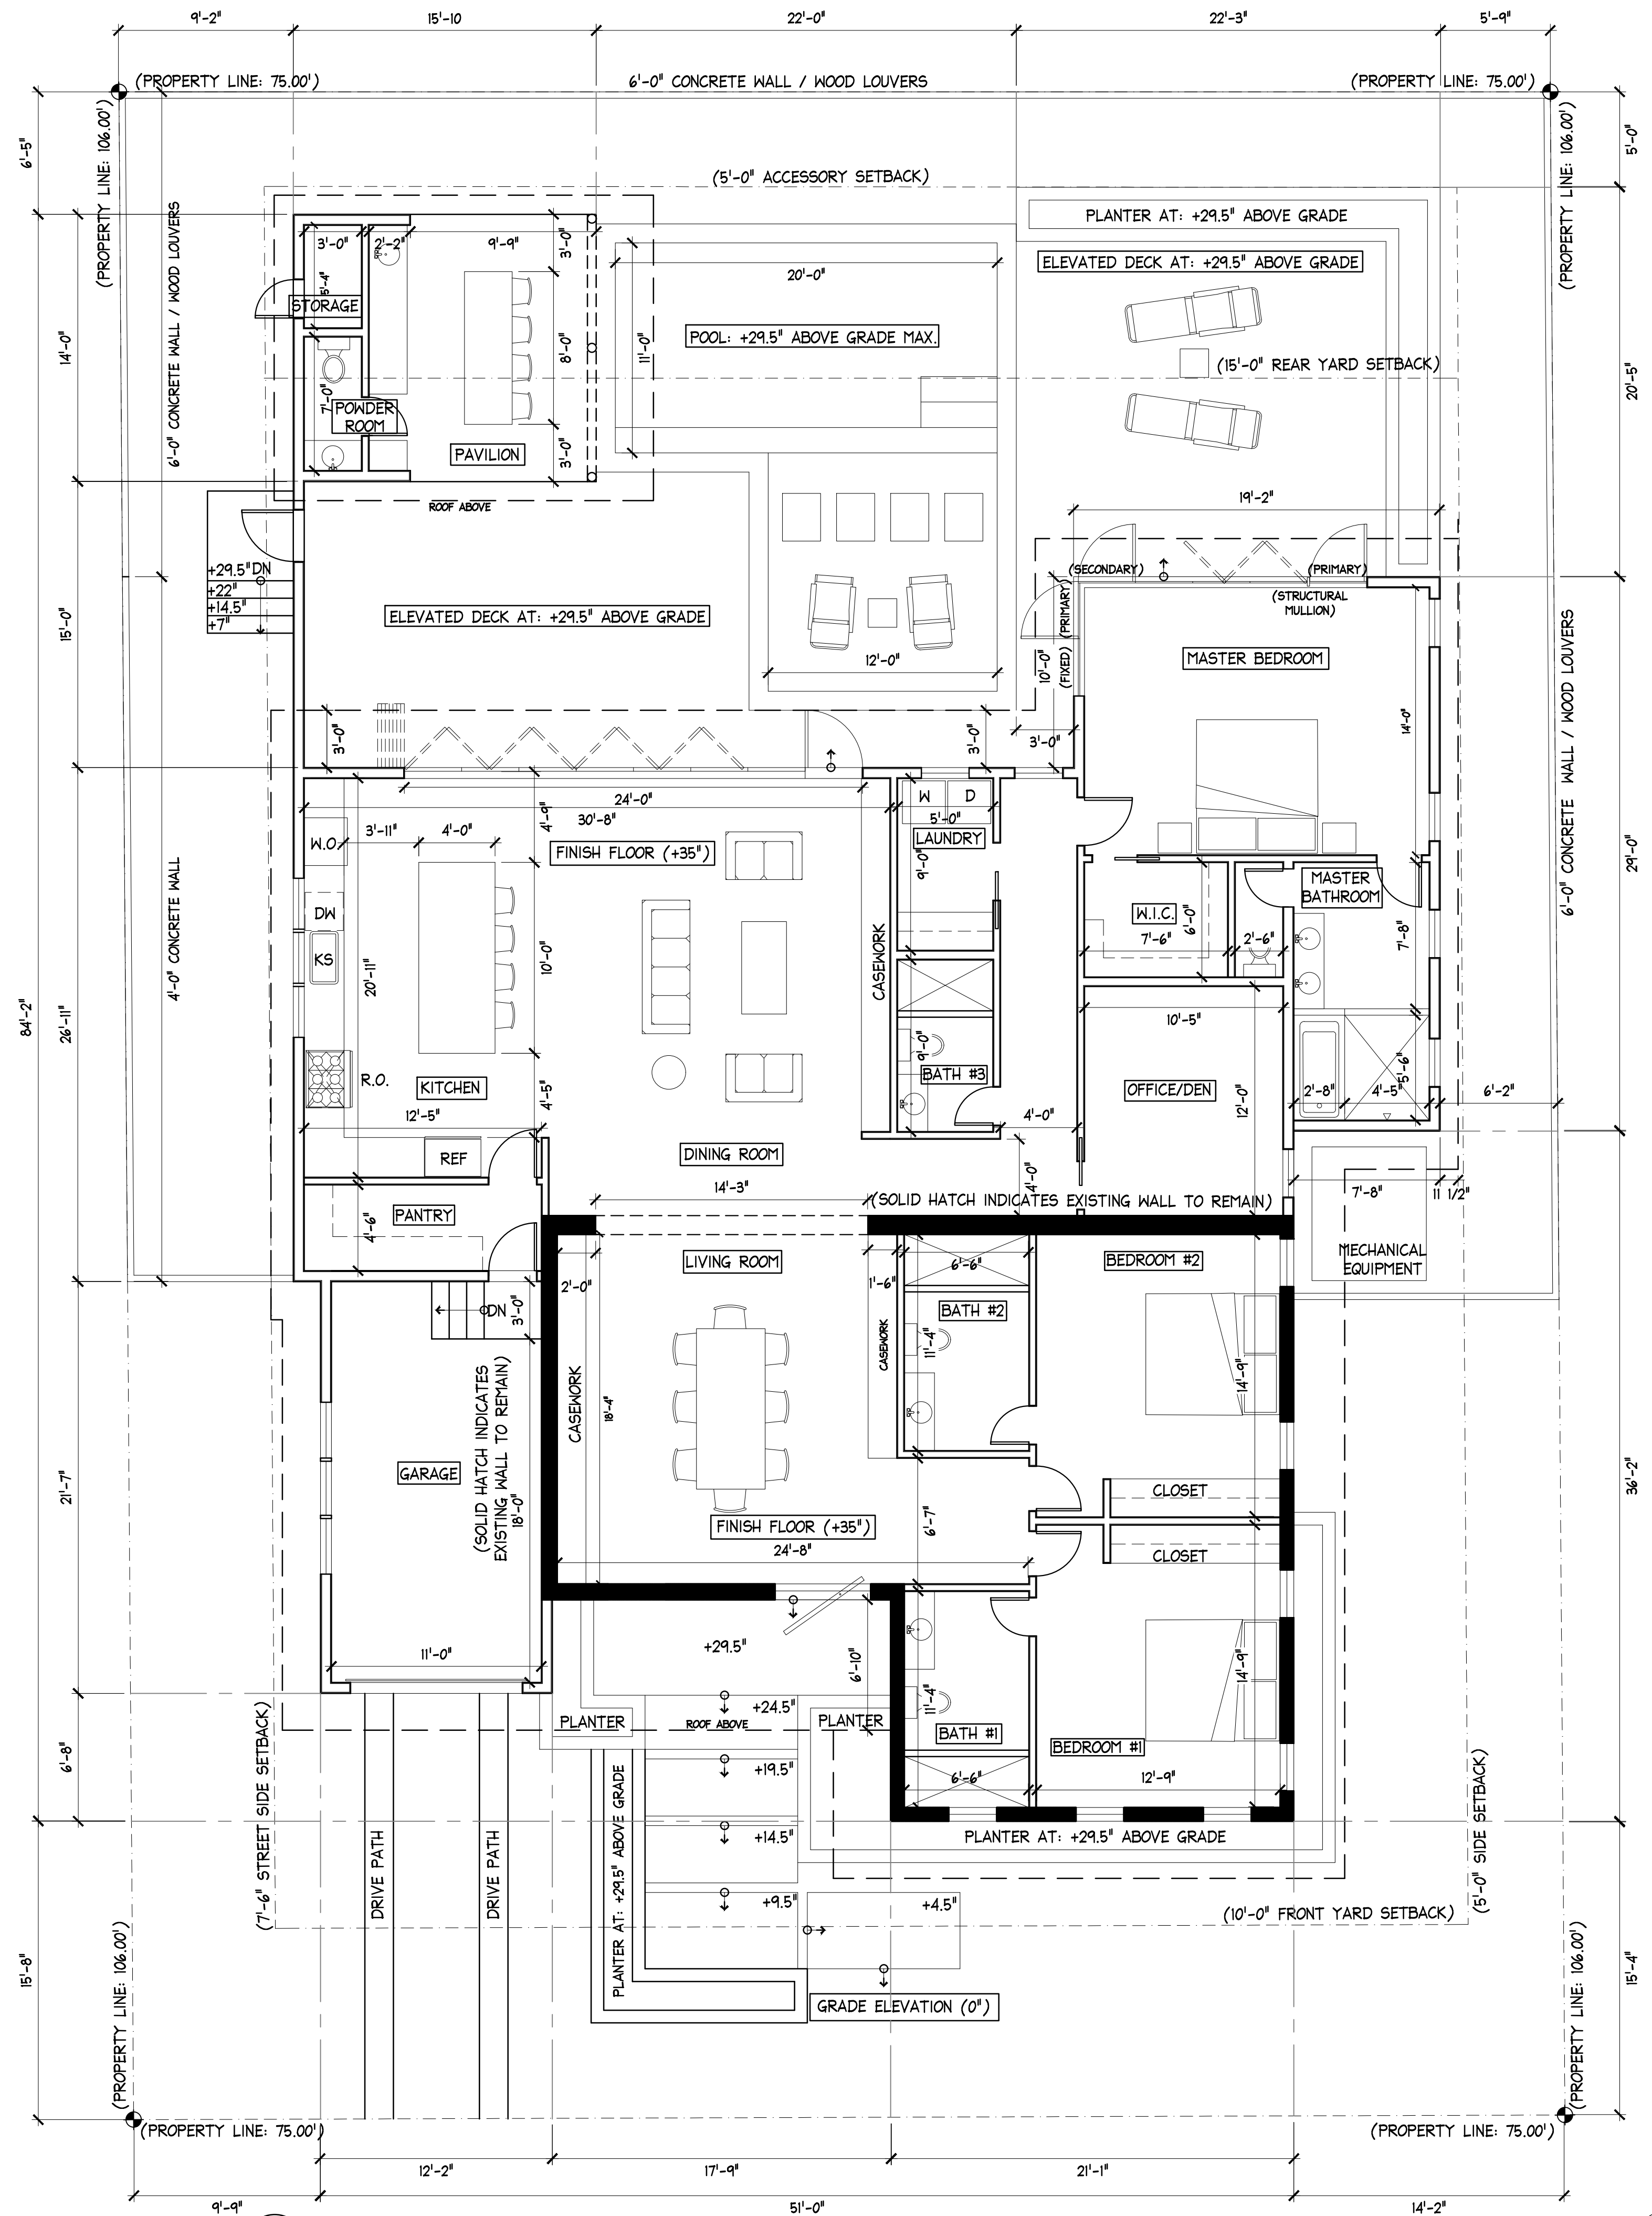 9'-2"
15'-10
22'-0"
22'-3"
5'-9"
(PROPERTY LINE: 75.00')
6'-0" CONCRETE WALL / WOOD LOUVERS
(PROPERTY LINE: 75.00')
6'-5"
(PROPERTY LINE: 106.00')
(PROPERTY LINE: 106.00')
5'-0"
(5'-0" ACCESSORY SETBACK)
6'-0" CONCRETE WALL / WOOD LOUVERS
PLANTER AT: +29.5" ABOVE GRADE
3'-0"
2'-2"
9'-9"
3'-0"
ELEVATED DECK AT: +29.5" ABOVE GRADE
20'-0"
5'-4"
STORAGE
14'-0"
8'-0"
11'-0"
POOL: +29.5" ABOVE GRADE MAX.
(15'-0" REAR YARD SETBACK)
20'-5"
7'-0"
POWDER
ROOM
PAVILION
3'-0"
ROOF ABOVE
19'-2"
+29.5"
DN
+22"
+14.5"
+7"
15'-0"
ELEVATED DECK AT: +29.5" ABOVE GRADE
12'-0"
(SECONDARY)
(PRIMARY)
(STRUCTURAL
MULLION)
(PRIMARY)
(FIXED)
10'-0"
MASTER BEDROOM
6'-0" CONCRETE WALL / WOOD LOUVERS
14'-0"
3'-0"
3'-0"
3'-0"
24'-0"
30'-8"
4'-9"
W
D
5'-0"
LAUNDRY
9'-0"
W.O.
3'-11"
4'-0"
FINISH FLOOR (+35")
29'-0"
4'-0" CONCRETE WALL
DW
KS
20'-11"
10'-0"
CASEWORK
W.I.C.
7'-6"
6'-0"
2'-6"
MASTER
BATHROOM
7'-8"
84'-2"
26'-11"
10'-5"
9'-0"
BATH #3
R.O.
KITCHEN
12'-5"
4'-5"
4'-0"
OFFICE/DEN
12'-0"
2'-8"
4'-5"
5'-6"
6'-2"
REF
DINING ROOM
4'-0"
14'-3"
(SOLID HATCH INDICATES EXISTING WALL TO REMAIN)
7'-8"
11 1/2"
PANTRY
4'-6"
LIVING ROOM
2'-0"
1'-6"
6'-6"
BEDROOM #2
MECHANICAL
EQUIPMENT
DN
3'-0"
BATH #2
11'-4"
CASEWORK
CASEWORK
18'-4"
14'-9"
(SOLID HATCH INDICATES
EXISTING WALL TO REMAIN)
GARAGE
18'-0"
21'-7"
36'-2"
CLOSET
FINISH FLOOR (+35")
24'-8"
6'-7"
CLOSET
+29.5"
6'-10"
11'-0"
14'-9"
11'-4"
BATH #1
BEDROOM #1
+24.5"
PLANTER
ROOF ABOVE
PLANTER
6'-8"
+19.5"
6'-6"
12'-9"
(7'-6" STREET SIDE SETBACK)
DRIVE PATH
DRIVE PATH
PLANTER AT: +29.5" ABOVE GRADE
+14.5"
PLANTER AT: +29.5" ABOVE GRADE
(5'-0" SIDE SETBACK)
+9.5"
+4.5"
(10'-0" FRONT YARD SETBACK)
15'-8"
(PROPERTY LINE: 106.00')
GRADE ELEVATION (0")
(PROPERTY LINE: 106.00')
15'-4"
(PROPERTY LINE: 75.00')
(PROPERTY LINE: 75.00')
12'-2"
17'-9"
21'-1"
9'-9"
51'-0"
14'-2"